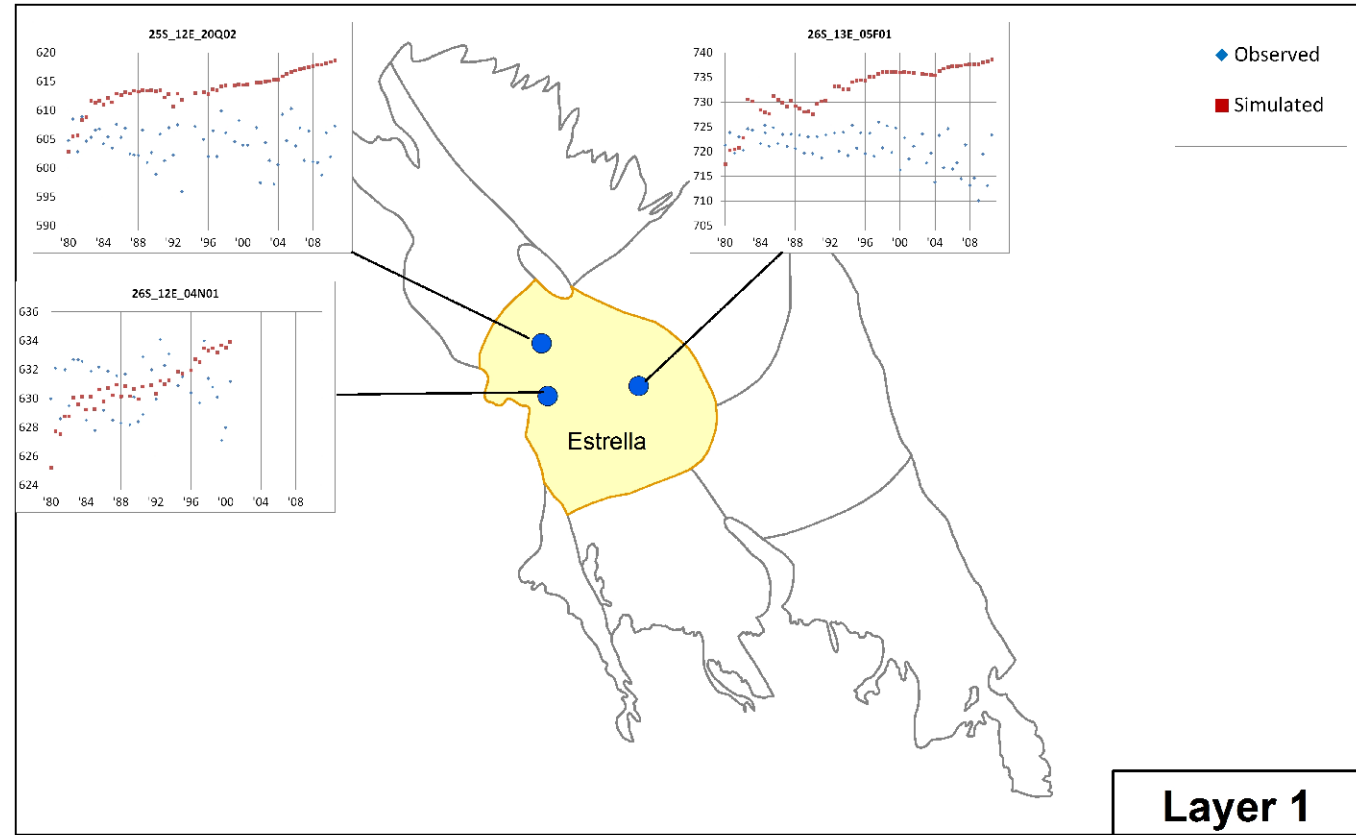 25S_12E_20Q02
620
615
610
605
600
595
590
'80 '84 '88 '92 '96 '00 '04 '08
26S_13E_05F01
740
735
730
725
720
715
710
705
'80 '84 '88 '92 '96 '00 '04 '08
Observed
Simulated
26S_12E_04N01
636
634
632
630
628
626
624
'80 '84 '88 '92 '96 '00 '04 '08
Estrella
Layer 1